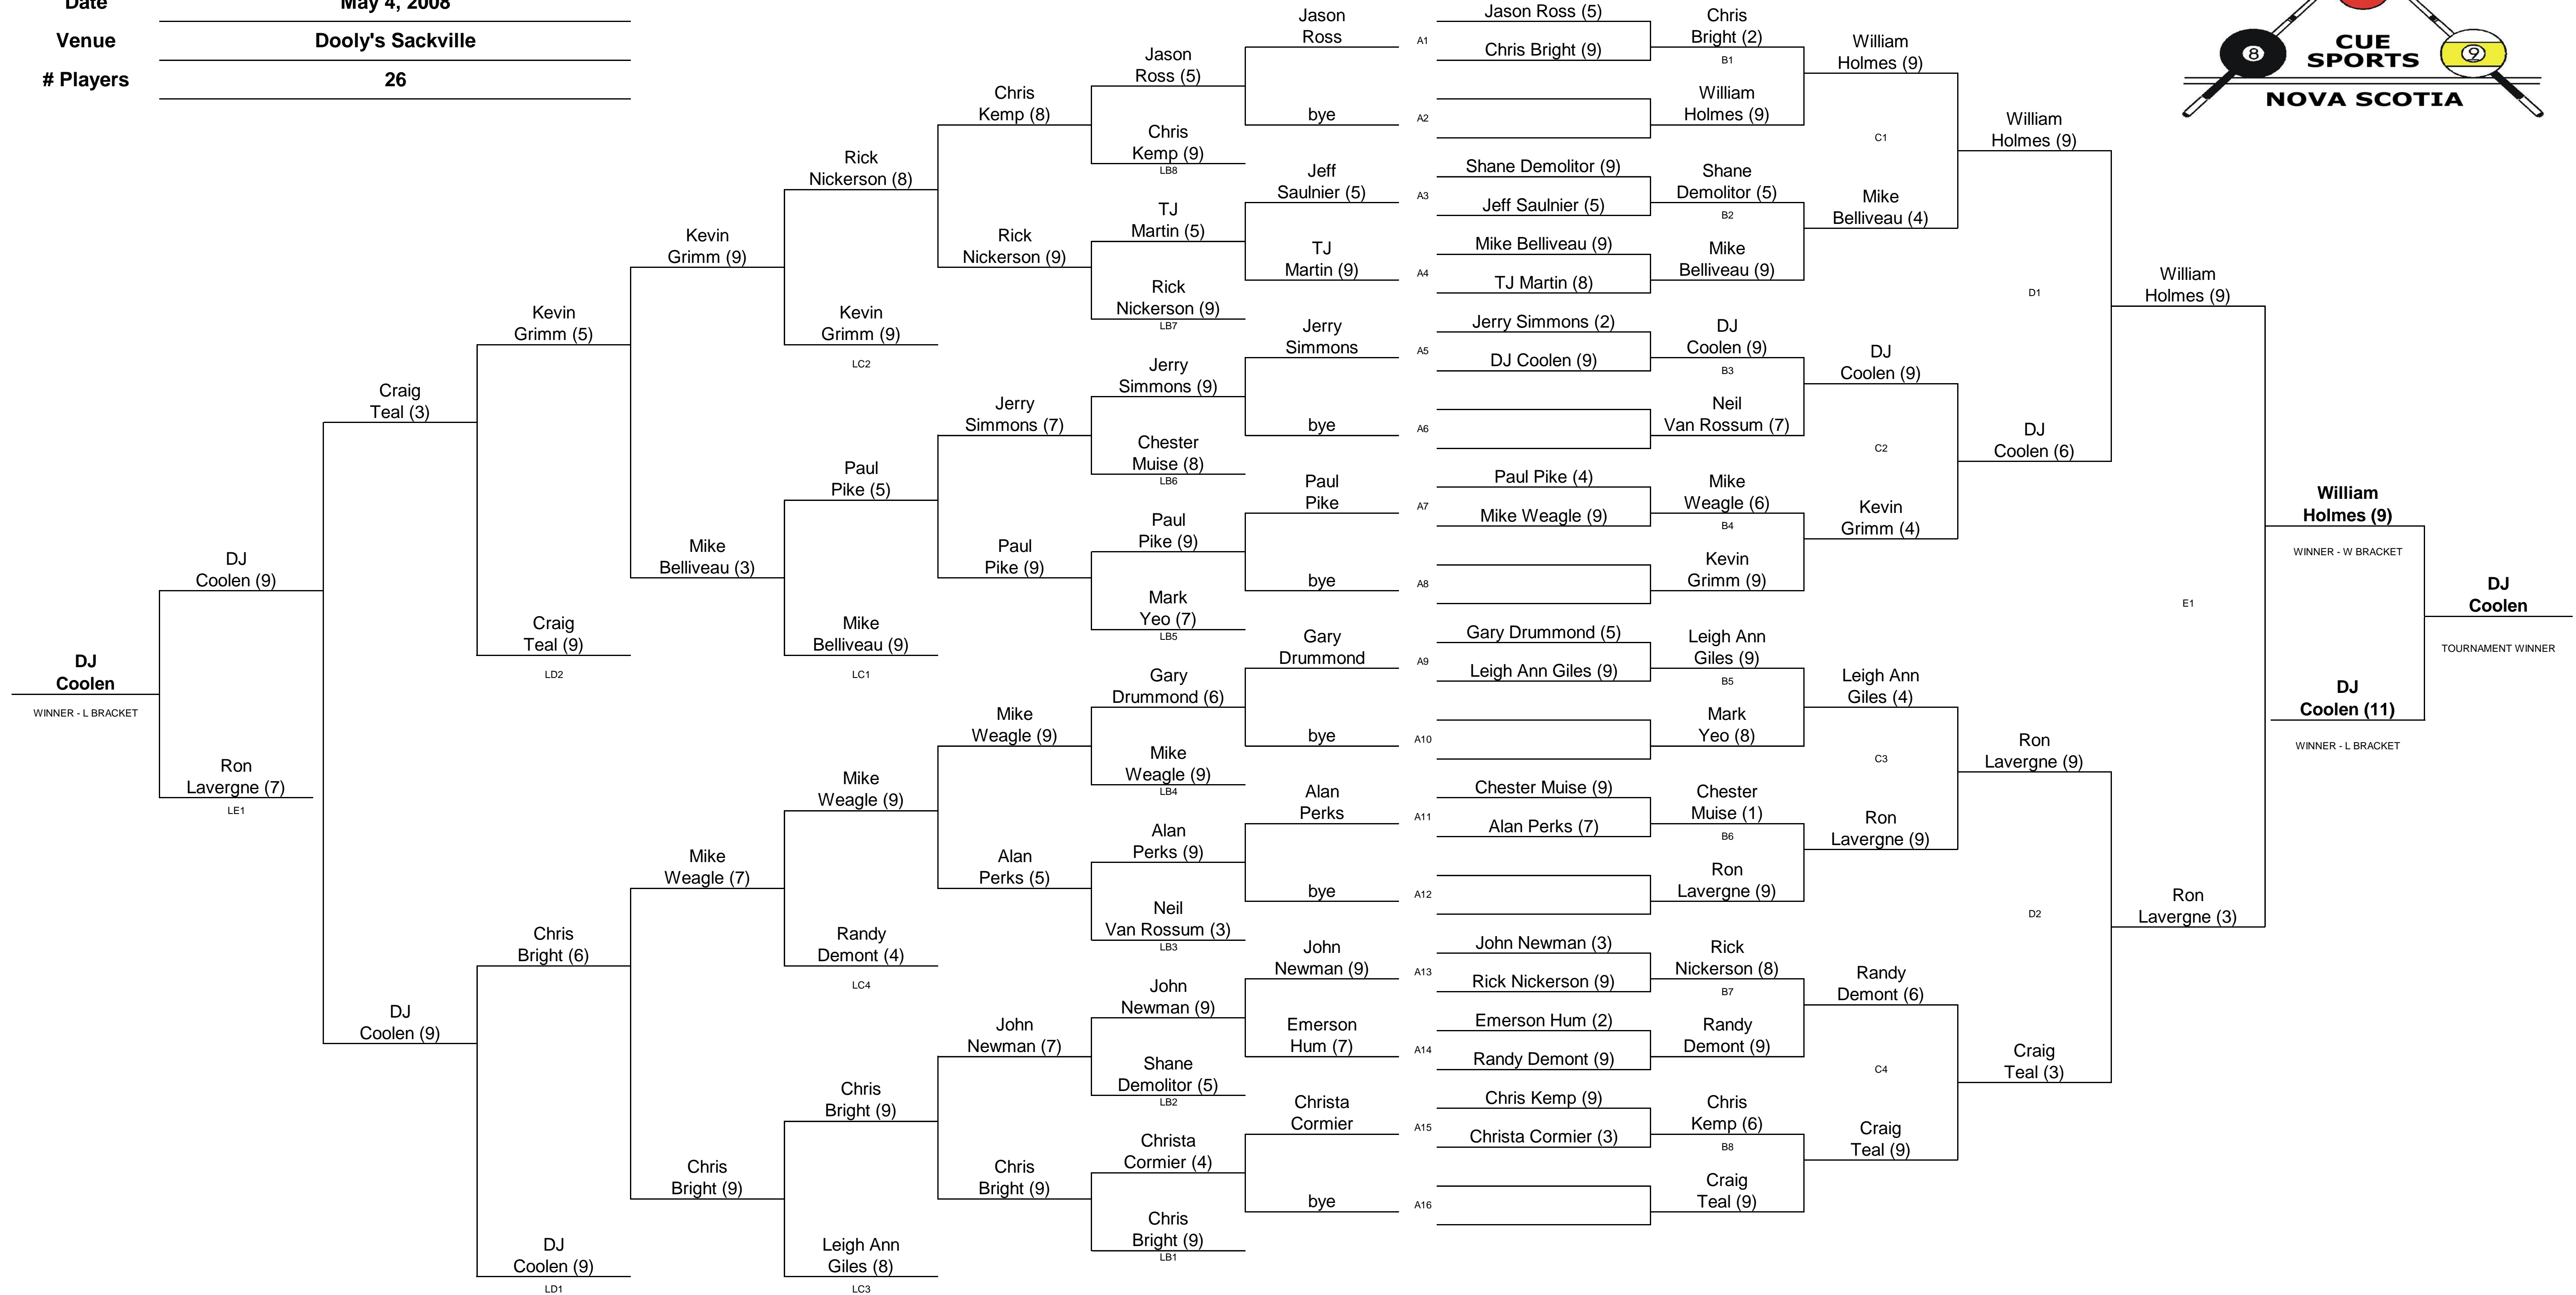 Date
May 4, 2008
Venue
Dooly's Sackville
# Players
26
8
CUE
SPORTS
9
NOVA SCOTIA
DJ
Coolen
WINNER - L BRACKET
DJ
Coolen (9)
Ron
Lavergne (7)
LE1
Craig
Teal (3)
DJ
Coolen (9)
Kevin
Grimm (5)
Craig
Teal (9)
LD2
Chris
Bright (6)
DJ
Coolen (9)
LD1
Kevin
Grimm (9)
Mike
Belliveau (3)
Mike
Weagle (7)
Chris
Bright (9)
Rick
Nickerson (8)
Kevin
Grimm (9)
LC2
Paul
Pike (5)
Mike
Belliveau (9)
LC1
Mike
Weagle (9)
Randy
Demont (4)
LC4
Chris
Bright (9)
Leigh Ann
Giles (8)
LC3
Chris
Kemp (8)
Rick
Nickerson (9)
Jerry
Simmons (7)
Paul
Pike (9)
Mike
Weagle (9)
Alan
Perks (5)
John
Newman (7)
Chris
Bright (9)
Jason
Ross (5)
Chris
Kemp (9)
LB8
TJ
Martin (5)
Rick
Nickerson (9)
LB7
Jerry
Simmons (9)
Chester
Muise (8)
LB6
Paul
Pike (9)
Mark
Yeo (7)
LB5
Gary
Drummond (6)
Mike
Weagle (9)
LB4
Alan
Perks (9)
Neil
Van Rossum (3)
LB3
John
Newman (9)
Shane
Demolitor (5)
LB2
Christa
Cormier (4)
Chris
Bright (9)
LB1
Jason
Ross
bye
Jeff
Saulnier (5)
TJ
Martin (9)
Jerry
Simmons
bye
Paul
Pike
bye
Gary
Drummond
bye
Alan
Perks
bye
John
Newman (9)
Emerson
Hum (7)
Christa
Cormier
bye
A1
A2
A3
A4
A5
A6
A7
A8
A9
A10
A11
A12
A13
A14
A15
A16
Jason Ross (5)
Chris Bright (9)
Shane Demolitor (9)
Jeff Saulnier (5)
Mike Belliveau (9)
TJ Martin (8)
Jerry Simmons (2)
DJ Coolen (9)
Paul Pike (4)
Mike Weagle (9)
Gary Drummond (5)
Leigh Ann Giles (9)
Chester Muise (9)
Alan Perks (7)
John Newman (3)
Rick Nickerson (9)
Emerson Hum (2)
Randy Demont (9)
Chris Kemp (9)
Christa Cormier (3)
Chris
Bright (2)
B1
William
Holmes (9)
Shane
Demolitor (5)
B2
Mike
Belliveau (9)
DJ
Coolen (9)
B3
Neil
Van Rossum (7)
Mike
Weagle (6)
B4
Kevin
Grimm (9)
Leigh Ann
Giles (9)
B5
Mark
Yeo (8)
Chester
Muise (1)
B6
Ron
Lavergne (9)
Rick
Nickerson (8)
B7
Randy
Demont (9)
Chris
Kemp (6)
B8
Craig
Teal (9)
William
Holmes (9)
C1
Mike
Belliveau (4)
DJ
Coolen (9)
C2
Kevin
Grimm (4)
Leigh Ann
Giles (4)
C3
Ron
Lavergne (9)
Randy
Demont (6)
C4
Craig
Teal (9)
William
Holmes (9)
D1
DJ
Coolen (6)
Ron
Lavergne (9)
D2
Craig
Teal (3)
William
Holmes (9)
E1
Ron
Lavergne (3)
William
Holmes (9)
WINNER - W BRACKET
DJ
Coolen (11)
WINNER - L BRACKET
DJ
Coolen
TOURNAMENT WINNER